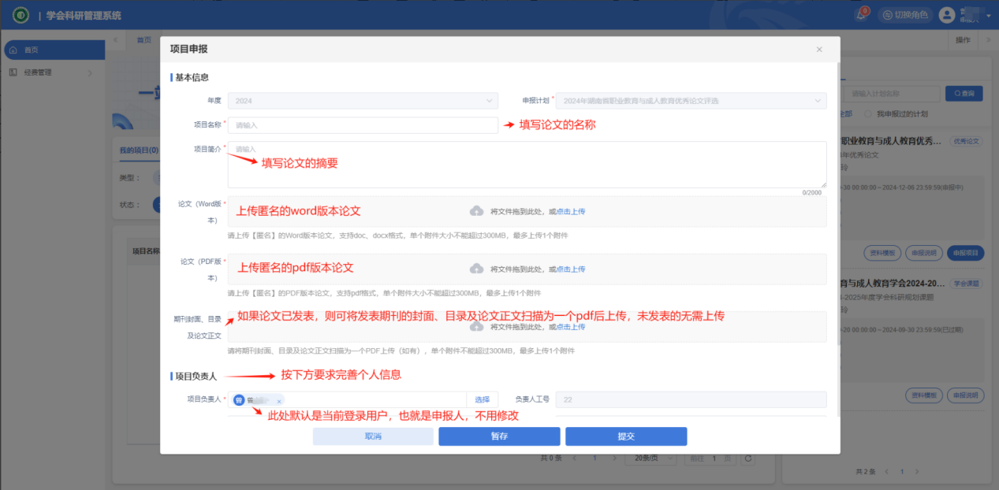 | 学会科研管理系统
0
切换角色
首页
首页
操作
经费管理
项目申报
基本信息
年度
2024
申报计划 *
2024年湖南省职业教育与成人教育优秀论文评选
请输入计划名称
查询
全部
我申报过的计划
项目名称 *
请输入
填写论文的名称
项目简介 *
请输入
填写论文的摘要
0/2000
我的项目(0)
类型：
状态：
项目名称
职业教育与成人教育优秀...
优秀论文
年优秀论文
-30 00:00:00～2024-12-06 23:59:59(申报中)
论文（Word版本） *
上传匿名的word版本论文
将文件拖到此处，或点击上传
请上传【匿名】的Word版本论文，支持doc、docx格式，单个附件大小不能超过300MB，最多上传1个附件
资料模板
申报说明
申报项目
论文（PDF版本） *
上传匿名的pdf版本论文
将文件拖到此处，或点击上传
请上传【匿名】的PDF版本论文，支持pdf格式，单个附件大小不能超过300MB，最多上传1个附件
育与成人教育学会2024-20...
学会课题
-2025年度学会科研规划课题
-20 00:00:00～2024-09-30 23:59:59(已过期)
期刊封面、目录及论文正文
如果论文已发表，则可将发表期刊的封面、目录及论文正文扫描为一个pdf后上传，未发表的无需上传
将文件拖到此处，或点击上传
请将期刊封面、目录及论文正文扫描为一个PDF上传（如有），单个附件不能超过300MB，最多上传1个附件
项目负责人
按下方要求完善个人信息
项目负责人 *
曾
选择
负责人工号
22
此处默认是当前登录用户，也就是申报人，不用修改
资料模板
申报说明
取消
暂存
提交
共 0 条
1
20条/页
前往 1 页
共 2 条
1